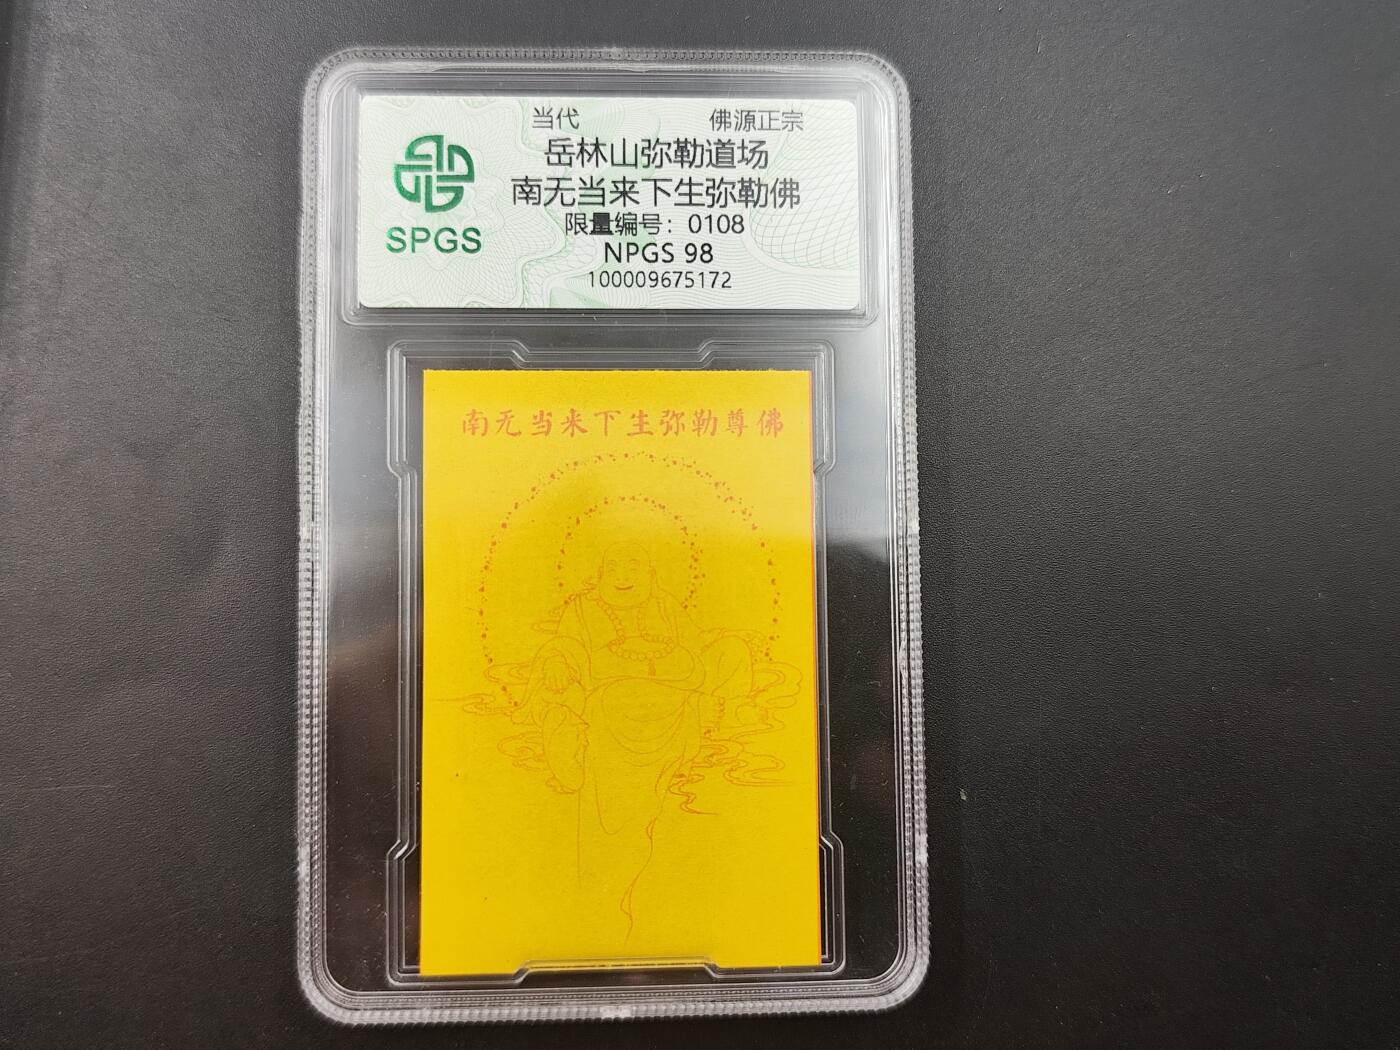 当代 佛源正宗
岳林山弥勒道场
南无当来下生弥勒佛
限量编号：0108
NPGS 98
100009675172
SPGS
南无当来下生弥勒尊佛